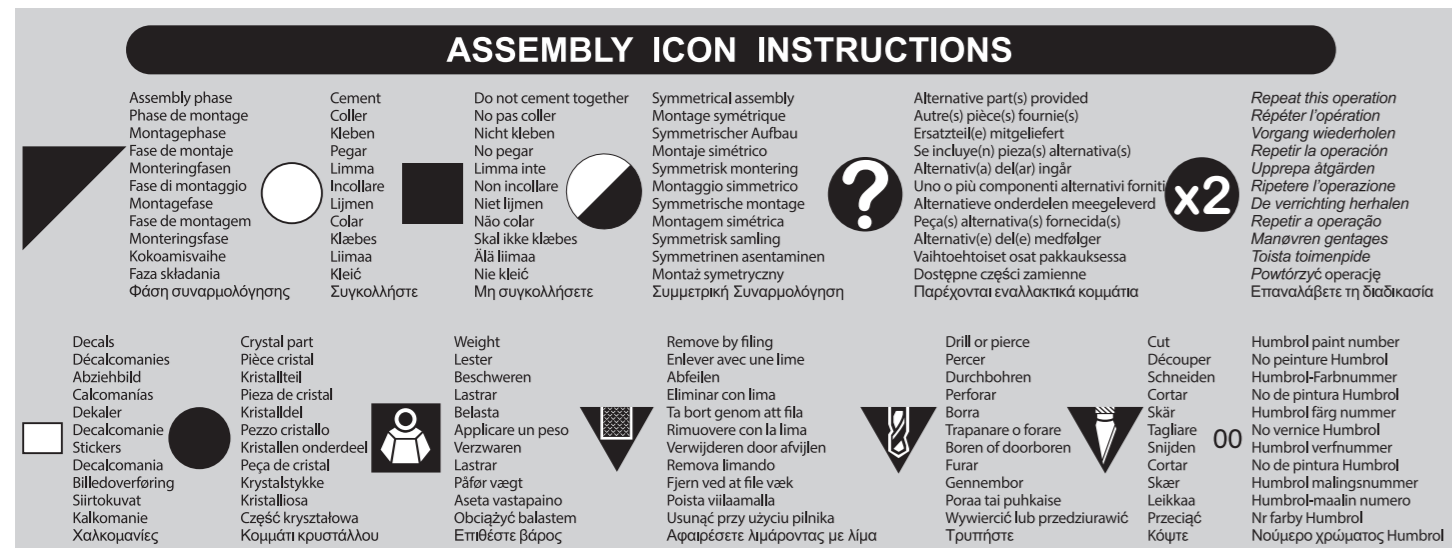 ASSEMBLY ICON INSTRUCTIONS
Assembly phase
Phase de montage
Montagephase
Fase de montaje
Monteringfasen
Fase di montaggio
Montagefase
Fase de montagem
Monteringsfase
Kokoamisvaihe
Faza składania
Φάση συναρμολόγησης
Cement
Coller
Kleben
Pegar
Limma
Incollare
Lijmen
Colar
Klæbes
Liimaa
Kleić
Συγκολλήστε
Do not cement together
No pas coller
Nicht kleben
No pegar
Limma inte
Non incollare
Niet lijmen
Não colar
Skal ikke klæbes
Älä liimaa
Nie kleić
Μη συγκολλήσετε
Symmetrical assembly
Montage symétrique
Symmetrischer Aufbau
Montaje simétrico
Symmetrisk montering
Montaggio simmetrico
Symmetrische montage
Montagem simétrica
Symmetrisk samling
Symmetrinen asentaminen
Montaż symetryczny
Συμμετρική Συναρμολόγηση
?
Alternative part(s) provided
Autre(s) pièce(s) fournie(s)
Ersatzteil(e) mitgeliefert
Se incluye(n) pieza(s) alternativa(s)
Alternativ(a) del(ar) ingår
Uno o più componenti alternativi forniti
Alternatieve onderdelen meegeleverd
Peça(s) alternativa(s) fornecida(s)
Alternativ(e) del(e) medfølger
Vaihtoehtoiset osat pakkauksessa
Dostępne części zamienne
Παρέχονται εναλλακτικά κομμάτια
x2
Repeat this operation
Répéter l'opération
Vorgang wiederholen
Repetir la operación
Upprepa åtgärden
Ripetere l'operazione
De verrichting herhalen
Repetir a operação
Manøvren gentages
Toista toimenpide
Powtórzyć operację
Επαναλάβετε τη διαδικασία
Decals
Décalcomanies
Abziehbild
Calcomanías
Dekaler
Decalcomanie
Stickers
Decalcomania
Billedoverføring
Siirtokuvat
Kalkomanie
Χαλκομανίες
Crystal part
Pièce cristal
Kristallteil
Pieza de cristal
Kristalldel
Pezzo cristallo
Kristallen onderdeel
Peça de cristal
Krystalstykke
Kristalliosa
Część kryształowa
Κομμάτι κρυστάλλου
Weight
Lester
Beschweren
Lastrar
Belasta
Applicare un peso
Verzwaren
Lastrar
Påfør vægt
Aseta vastapaino
Obciążyć balastem
Επιθέστε βάρος
Remove by filing
Enlever avec une lime
Abfeilen
Eliminar con lima
Ta bort genom att fila
Rimuovere con la lima
Verwijderen door afvijlen
Remova limando
Fjern ved at file væk
Poista viilaamalla
Usunąć przy użyciu pilnika
Αφαιρέσετε λιμάροντας με λίμα
Drill or pierce
Percer
Durchbohren
Perforar
Borra
Trapanare o forare
Boren of doorboren
Furar
Gennembor
Poraa tai puhkaise
Wywiercić lub przedziurawić
Τρυπήστε
Cut
Découper
Schneiden
Cortar
Skär
Tagliare
Snijden
Cortar
Skær
Leikkaa
Przeciąć
Κόψτε
00
Humbrol paint number
No peinture Humbrol
Humbrol-Farbnummer
No de pintura Humbrol
Humbrol färg nummer
No vernice Humbrol
Humbrol verfnummer
No de pintura Humbrol
Humbrol malingsnummer
Humbrol-maalin numero
Nr farby Humbrol
Νούμερο χρώματος Humbrol